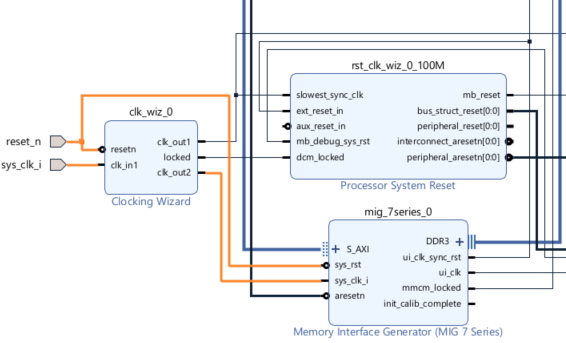 rst_clk_wiz_0_100M
slowest_sync_clk
mb_reset
ext_reset_in
bus_struct_reset[0:0]
aux_reset_in
peripheral_reset[0:0]
mb_debug_sys_rst
interconnect_aresetn[0:0]
dcm_locked
peripheral_aresetn[0:0]
Processor System Reset
clk_wiz_0
reset_n
sys_clk_i
resetn
clk_in1
clk_out1
locked
clk_out2
Clocking Wizard
mig_7series_0
S_AXI
sys_rst
sys_clk_i
aresetn
DDR3
ui_clk_sync_rst
ui_clk
mmcm_locked
init_calib_complete
Memory Interface Generator (MIG 7 Series)